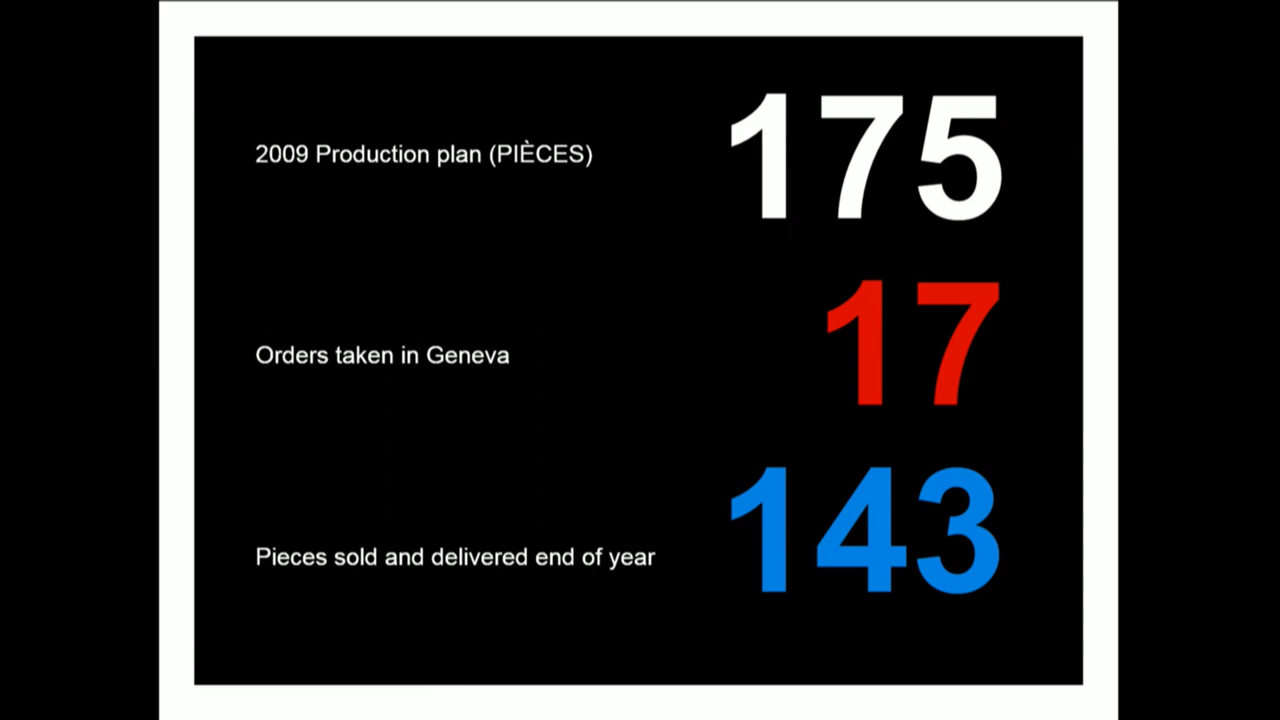 2009 Production plan (PIÈCES) 175
Orders taken in Geneva 17
Pieces sold and delivered end of year 143